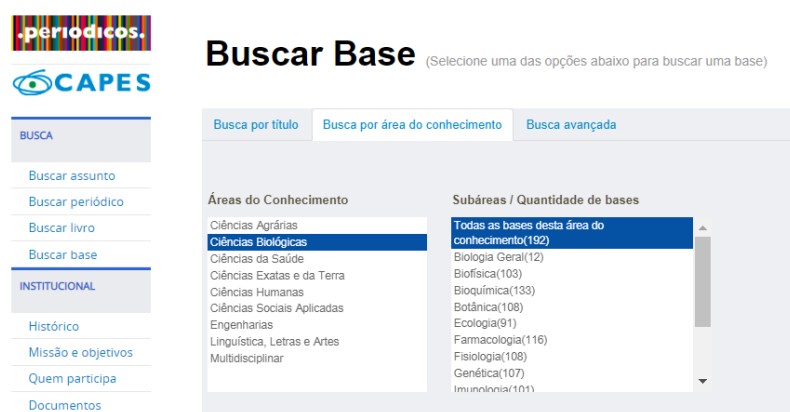 .periodicos.
CAPES
BUSCA
Buscar assunto
Buscar periódico
Buscar livro
Buscar base
INSTITUCIONAL
Histórico
Missão e objetivos
Quem participa
Documentos
Buscar Base (Selecione uma das opções abaixo para buscar uma base)
Busca por título Busca por área do conhecimento Busca avançada
Áreas do Conhecimento
Ciências Agrárias
Ciências Biológicas
Ciências da Saúde
Ciências Exatas e da Terra
Ciências Humanas
Ciências Sociais Aplicadas
Engenharias
Linguística, Letras e Artes
Multidisciplinar
Subáreas / Quantidade de bases
Todas as bases desta área do
conhecimento(192)
Biologia Geral(12)
Biofísica(103)
Bioquímica(133)
Botânica(108)
Ecologia(91)
Farmacologia(116)
Fisiologia(108)
Genética(107)
Imunologia(101)